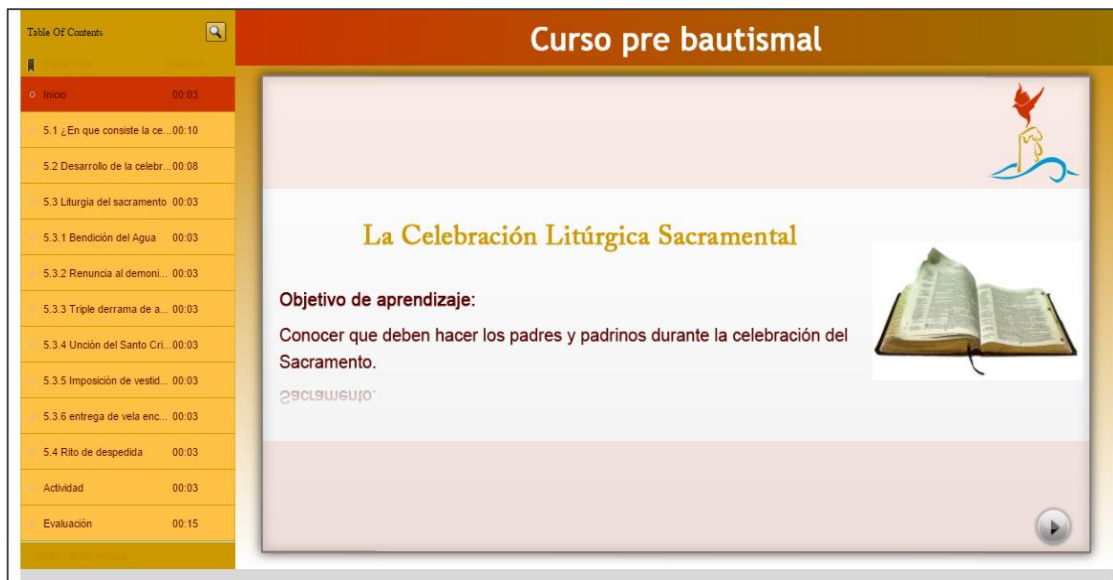 Table Of Contents
Curso pre bautismal
Inicio 00:03
5.1 ¿En que consiste la ce... 00:10
5.2 Desarrollo de la celebr... 00:08
5.3 Liturgia del sacramento 00:03
5.3.1 Bendición del Agua 00:03
5.3.2 Renuncia al demoni... 00:03
5.3.3 Triple derrama de a... 00:03
5.3.4 Unción del Santo Cri... 00:03
5.3.5 Imposición de vestid... 00:03
5.3.6 entrega de vela enc... 00:03
5.4 Rito de despedida 00:03
Actividad 00:03
Evaluación 00:15
La Celebración Litúrgica Sacramental
Objetivo de aprendizaje:
Conocer que deben hacer los padres y padrinos durante la celebración del
Sacramento.